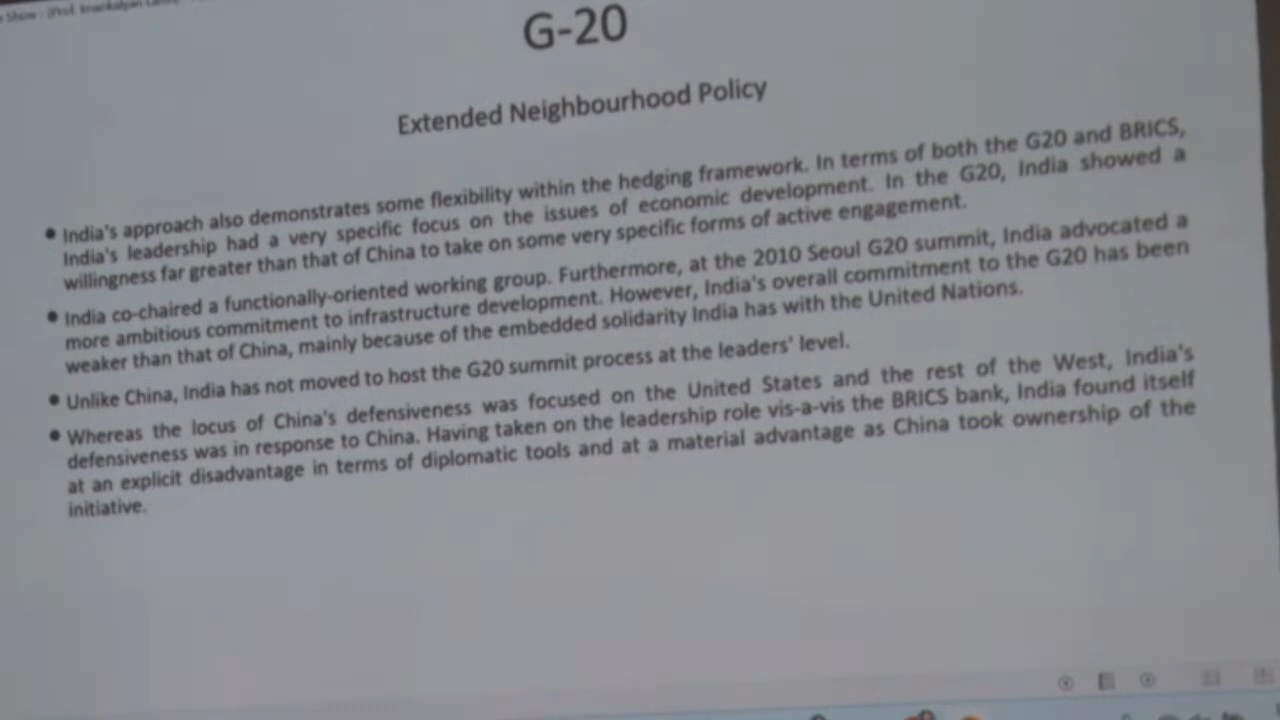 Show - [Prof. Imankalyan
G-20
Extended Neighbourhood Policy
• India's approach also demonstrates some flexibility within the hedging framework. In terms of both the G20 and BRICS,
India's leadership had a very specific focus on the issues of economic development. In the G20, India showed a
willingness far greater than that of China to take on some very specific forms of active engagement.
• India co-chaired a functionally-oriented working group. Furthermore, at the 2010 Seoul G20 summit, India advocated a
more ambitious commitment to infrastructure development. However, India's overall commitment to the G20 has been
weaker than that of China, mainly because of the embedded solidarity India has with the United Nations.
• Unlike China, India has not moved to host the G20 summit process at the leaders' level.
• Whereas the locus of China's defensiveness was focused on the United States and the rest of the West, India's
defensiveness was in response to China. Having taken on the leadership role vis-a-vis the BRICS bank, India found itself
at an explicit disadvantage in terms of diplomatic tools and at a material advantage as China took ownership of the
initiative.